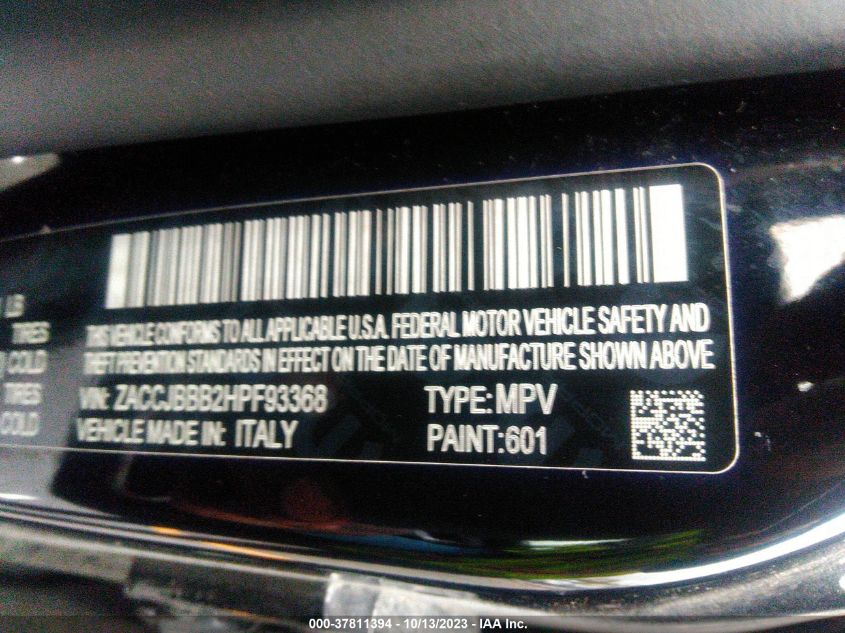 LB
TIRES
COLD
TIRES
COLD
THIS VEHICLE CONFORMS TO ALL APPLICABLE U.S.A. FEDERAL MOTOR VEHICLE SAFETY AND
THEFT PREVENTION STANDARDS IN EFFECT ON THE DATE OF MANUFACTURE SHOWN ABOVE
VIN: ZACCJBBB2HPF93368 TYPE: MPV
VEHICLE MADE IN: ITALY PAINT:601
000-37811394 - 10/13/2023 - IAA Inc.